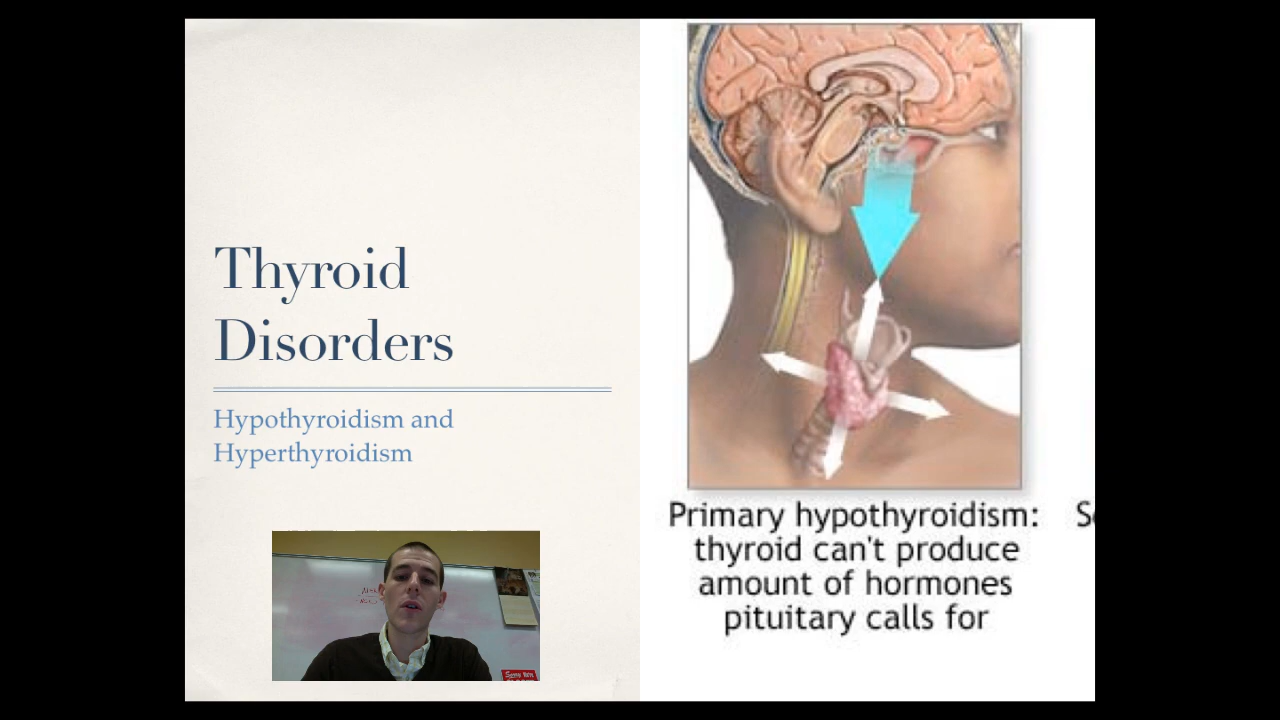 Thyroid
Disorders
Hypothyroidism and
Hyperthyroidism
Primary hypothyroidism:
thyroid can't produce
amount of hormones
pituitary calls for